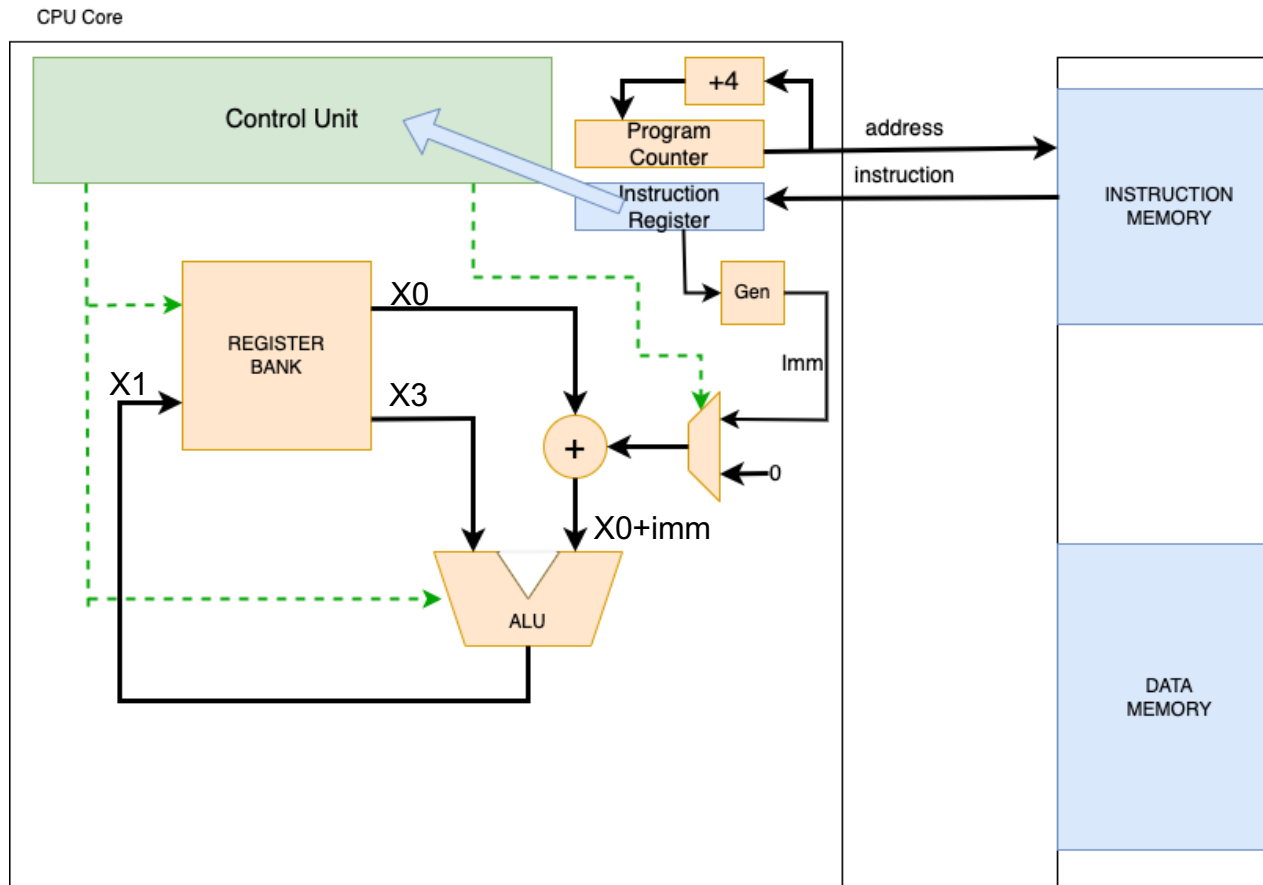 CPU Core
Control Unit
+4
Program
Counter
address
instruction
Instruction
Register
INSTRUCTION
MEMORY
Gen
X0
REGISTER
BANK
Imm
X1
X3
+
0
X0+imm
ALU
DATA
MEMORY